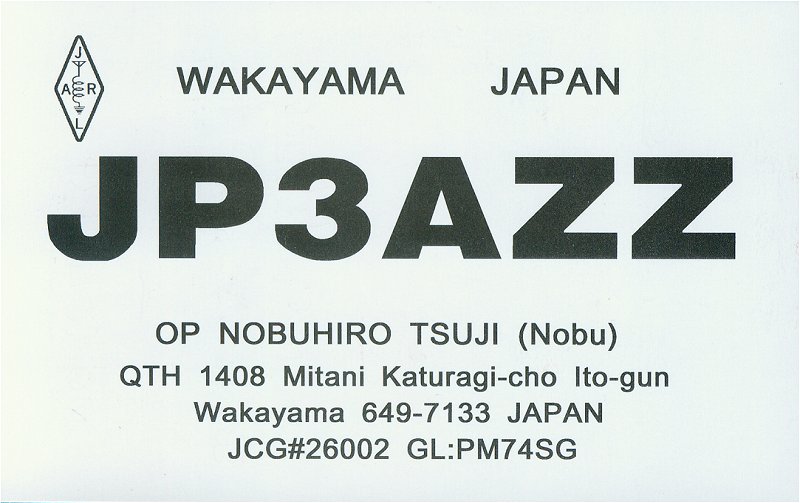 JARL
WAKAYAMA JAPAN
JP3AZZ
OP NOBUHIRO TSUJI (Nobu)
QTH 1408 Mitani Katuragi-cho Ito-gun
Wakayama 649-7133 JAPAN
JCG#26002 GL:PM74SG